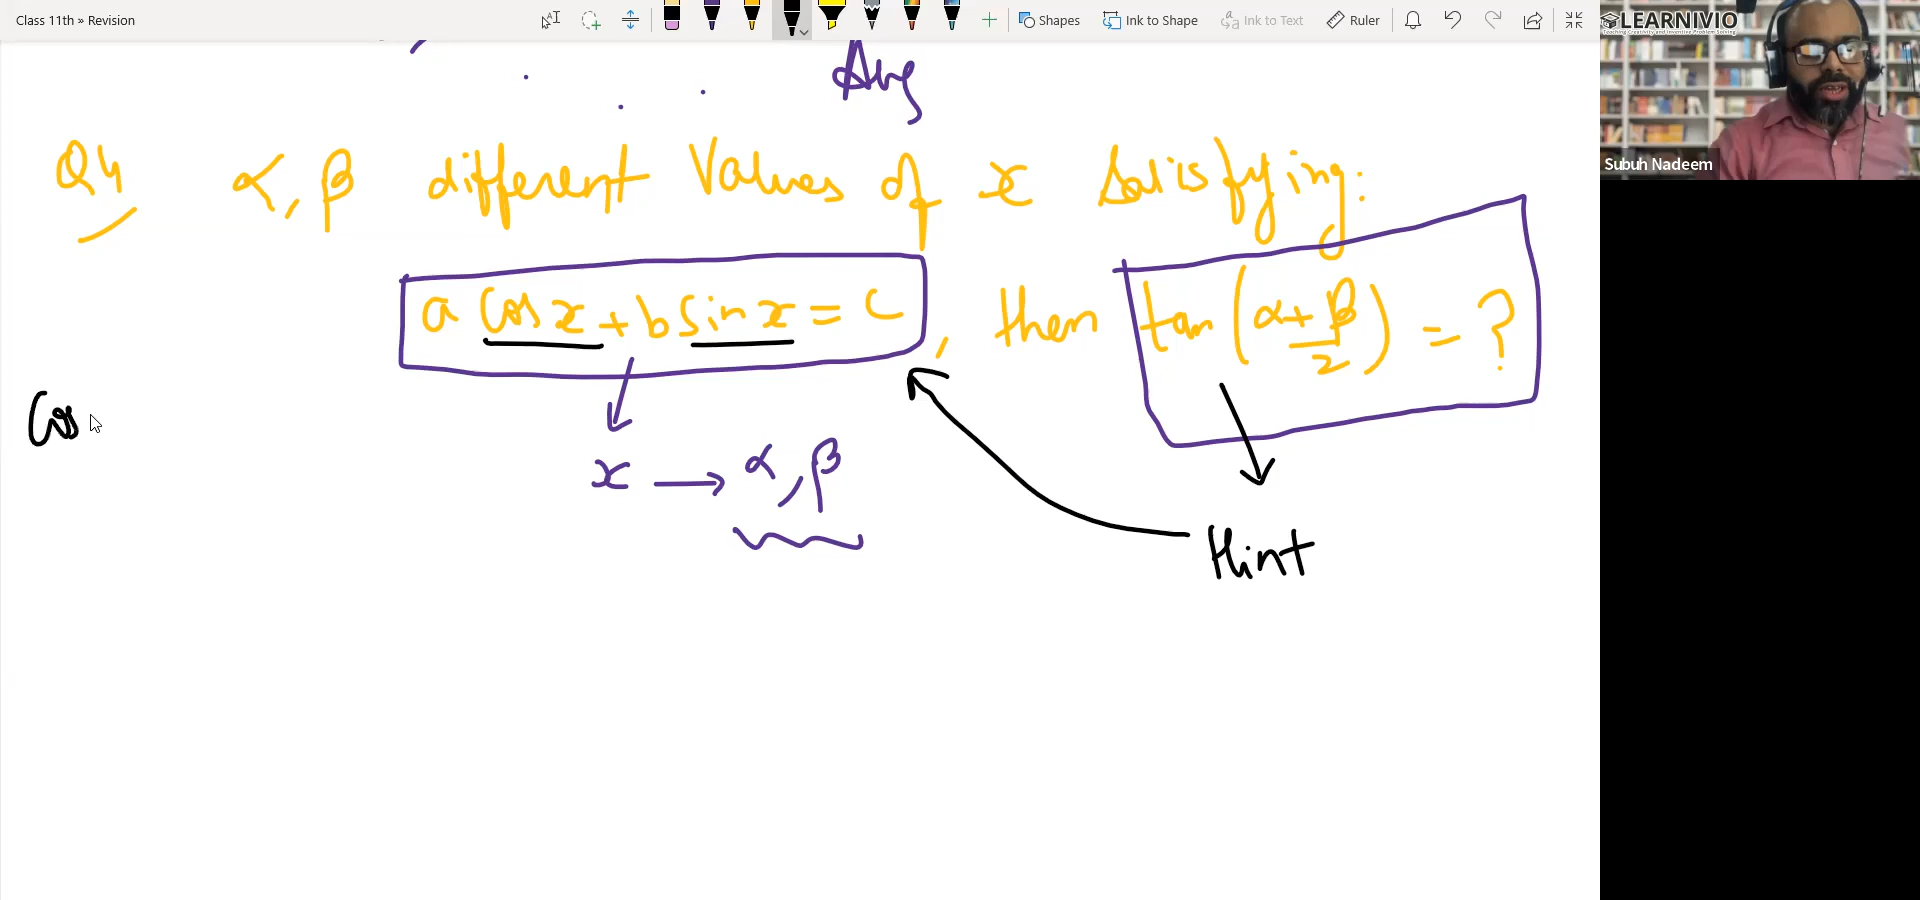 Class 11th » Revision
Shapes
Ink to Shape
Ink to Text
Ruler
LEARNIVIO
Subuh Nadeem
Q4 α, β different Values of x Satisfying:
a Cos x + b sin x = c , then tan (α+β/2) = ?
Cos
x → α, β
Hint